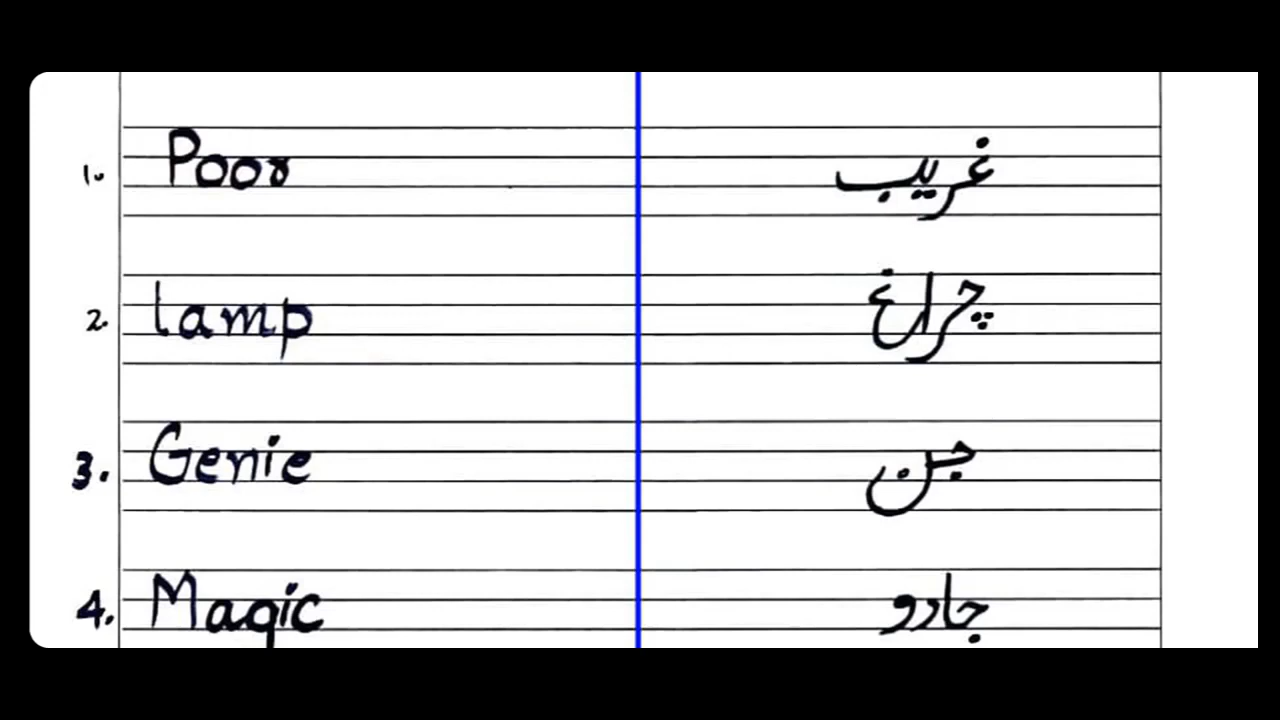 1. Poor غریب
2. lamp چراغ
3. Genie جن
4. Magic جادو